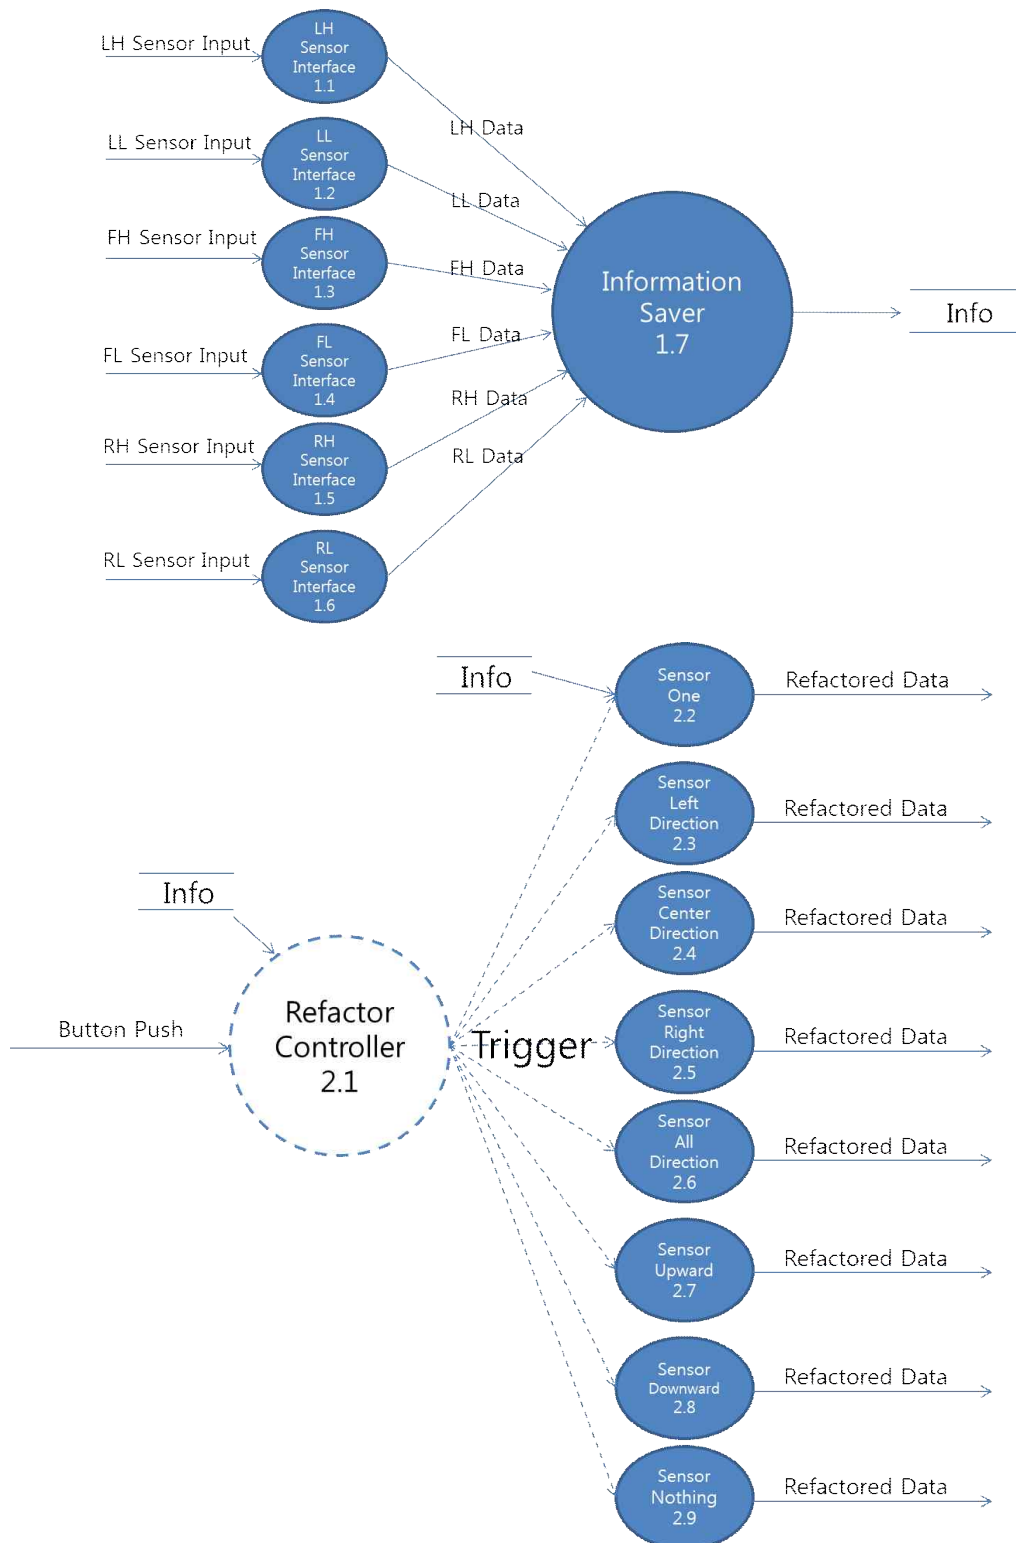 LH Sensor Input
LH
Sensor
Interface
1.1
LH Data
LL Sensor Input
LL
Sensor
Interface
1.2
LL Data
FH Sensor Input
FH
Sensor
Interface
1.3
FH Data
Information
Saver
1.7
Info
FL Sensor Input
FL
Sensor
Interface
1.4
FL Data
RH Sensor Input
RH
Sensor
Interface
1.5
RH Data
RL Sensor Input
RL
Sensor
Interface
1.6
RL Data
Info
Sensor
One
2.2
Refactored Data
Sensor
Left
Direction
2.3
Refactored Data
Info
Sensor
Center
Direction
2.4
Refactored Data
Button Push
Refactor
Controller
2.1
Trigger
Sensor
Right
Direction
2.5
Refactored Data
Sensor
All
Direction
2.6
Refactored Data
Sensor
Upward
2.7
Refactored Data
Sensor
Downward
2.8
Refactored Data
Sensor
Nothing
2.9
Refactored Data